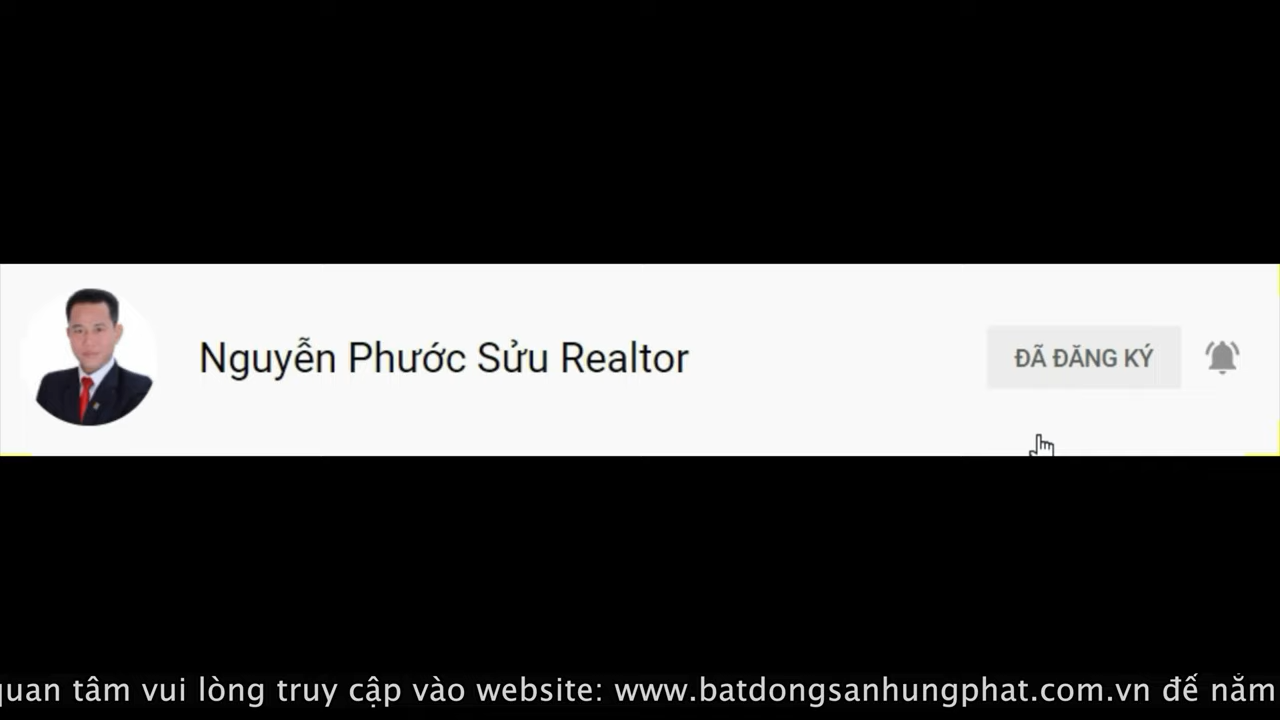 Nguyễn Phước Sửu Realtor
ĐÃ ĐĂNG KÝ
quan tâm vui lòng truy cập vào website: www.batdongsanhungphat.com.vn để nắm